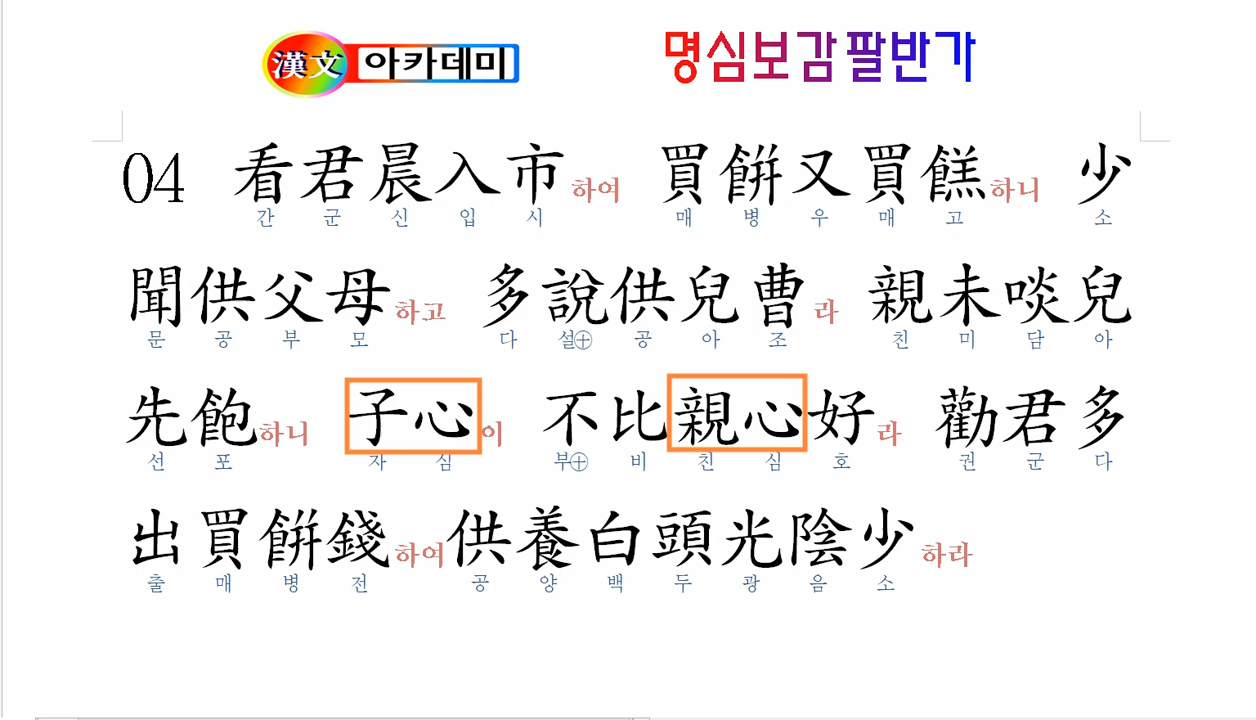 漢文 아카데미 명심보감팔반가
04 看君晨入市하여 買餠又買餻하니 少
간 군 신 입 시 매 병 우 매 고 소
聞供父母하고 多說供兒曹라 親未啖兒
문 공 부 모 다 설㊉ 공 아 조 친 미 담 아
先飽하니 子心이 不比親心好라 勸君多
선 포 자 심 부㊉ 비 친 심 호 권 군 다
出買餠錢하여 供養白頭光陰少하라
출 매 병 전 공 양 백 두 광 음 소